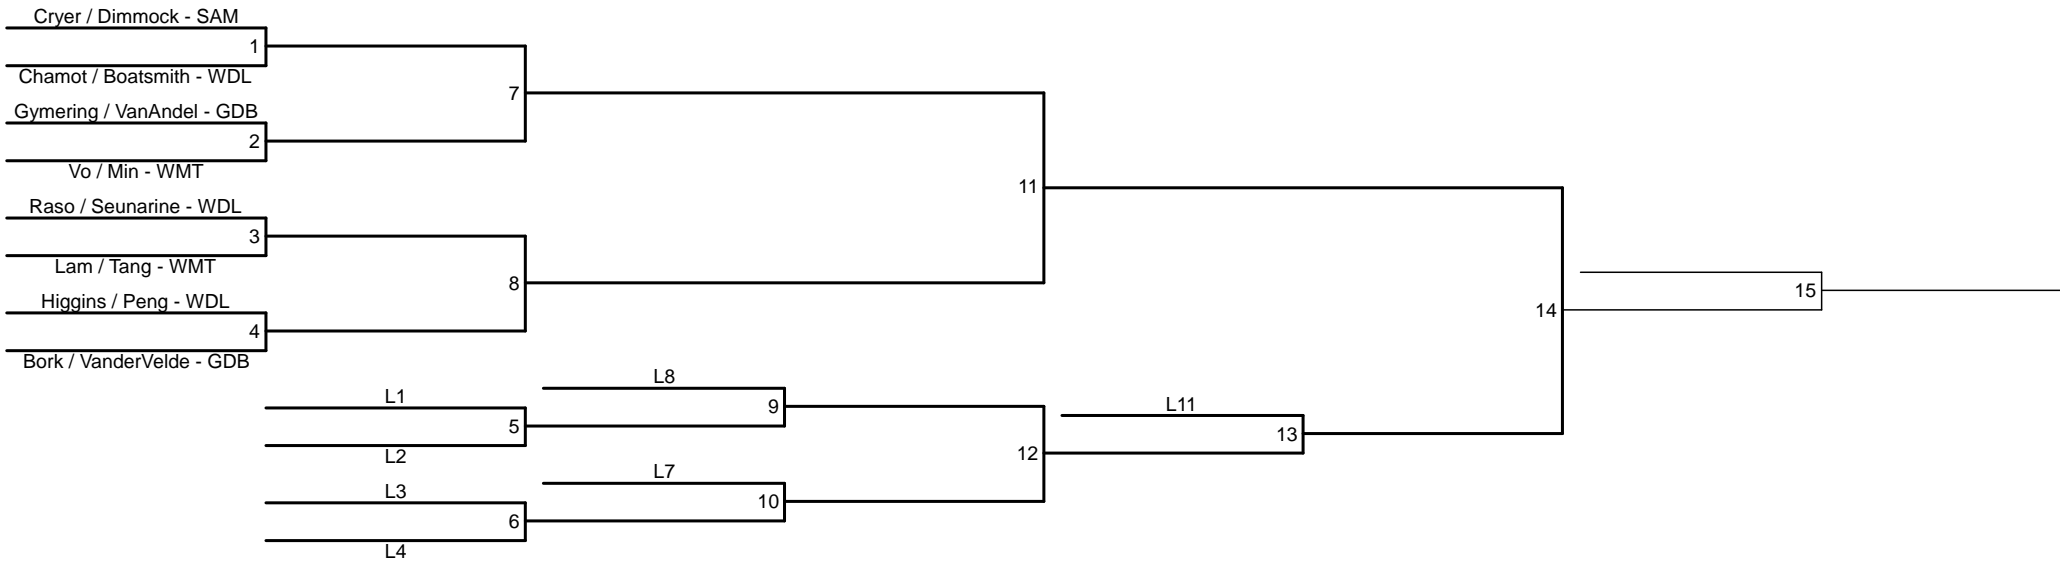 Cryer / Dimmock - SAM
1
Chamot / Boatsmith - WDL
7
Gymering / VanAndel - GDB
2
Vo / Min - WMT
11
Raso / Seunarine - WDL
3
Lam / Tang - WMT
8
Higgins / Peng - WDL
4
Bork / VanderVelde - GDB
15
14
L1
5
L2
L8
9
L11
13
12
L3
6
L4
L7
10